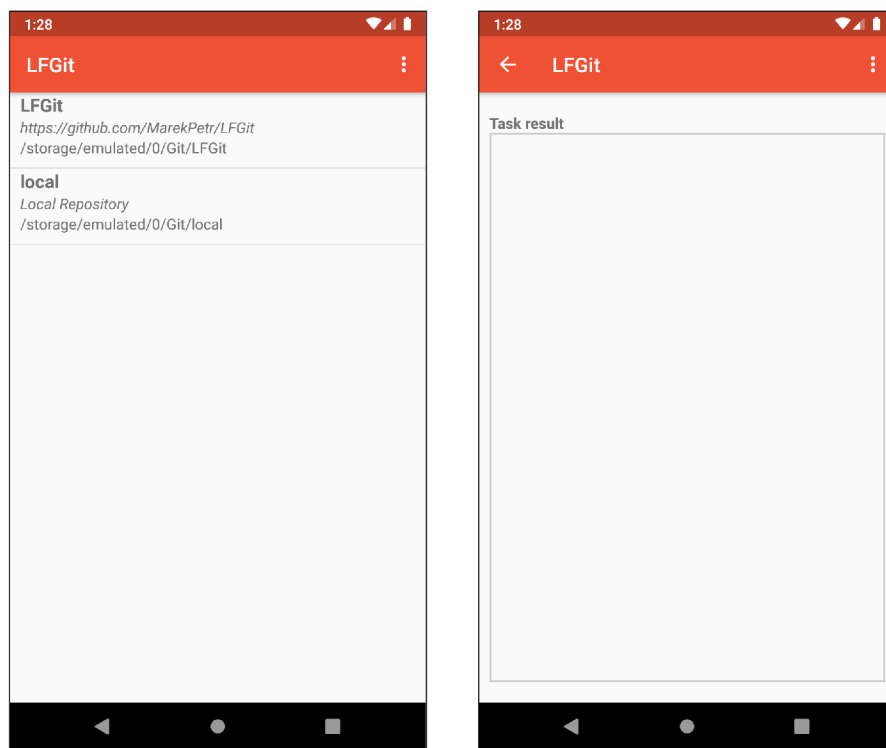 1:28
LFGit
LFGit
https://github.com/MarekPetr/LFGit
/storage/emulated/0/Git/LFGit
local
Local Repository
/storage/emulated/0/Git/local
1:28
LFGit
Task result